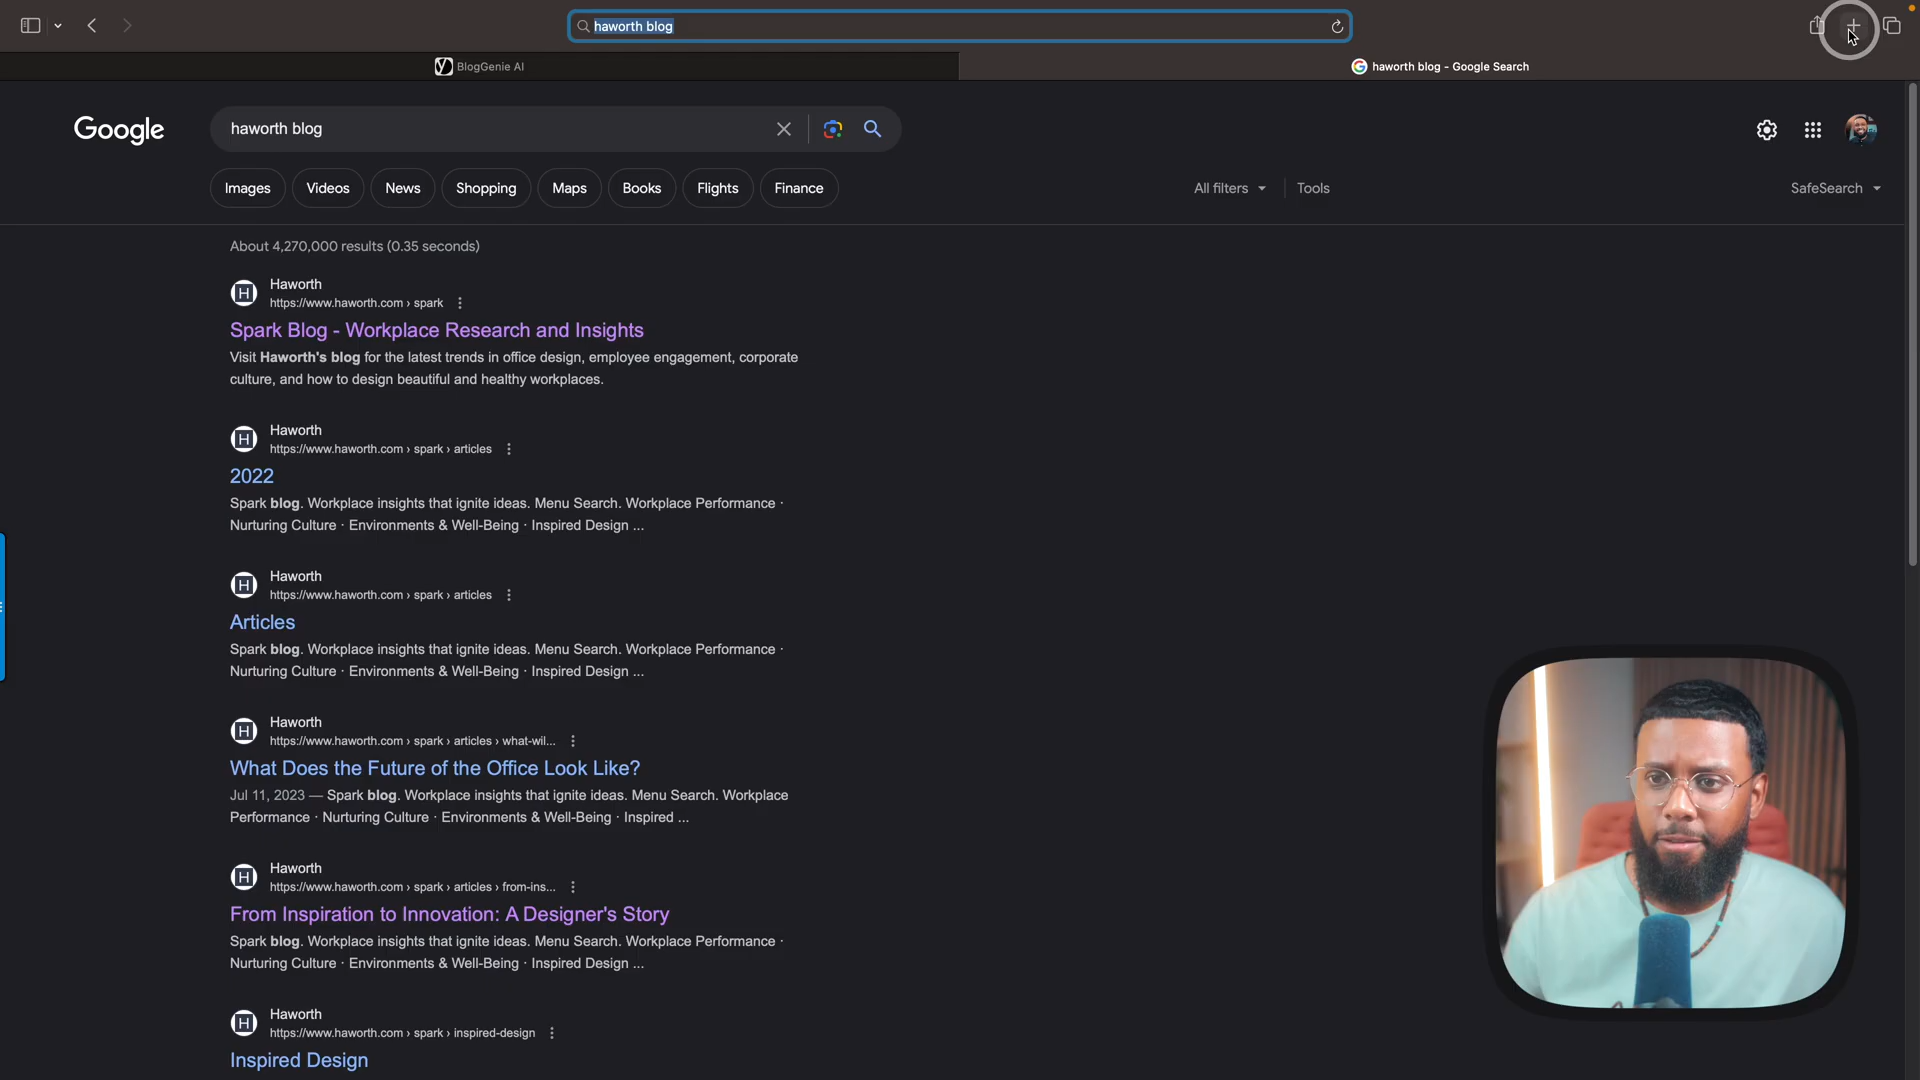 haworth blog
BlogGenie AI
haworth blog - Google Search
Google
haworth blog
Images
Videos
News
Shopping
Maps
Books
Flights
Finance
All filters
Tools
SafeSearch
About 4,270,000 results (0.35 seconds)
Haworth
https://www.haworth.com › spark
Spark Blog - Workplace Research and Insights
Visit Haworth's blog for the latest trends in office design, employee engagement, corporate
culture, and how to design beautiful and healthy workplaces.
Haworth
https://www.haworth.com › spark › articles
2022
Spark blog. Workplace insights that ignite ideas. Menu Search. Workplace Performance ·
Nurturing Culture · Environments & Well-Being · Inspired Design ...
Haworth
https://www.haworth.com › spark › articles
Articles
Spark blog. Workplace insights that ignite ideas. Menu Search. Workplace Performance ·
Nurturing Culture · Environments & Well-Being · Inspired Design ...
Haworth
https://www.haworth.com › spark › articles › what-wil...
What Does the Future of the Office Look Like?
Jul 11, 2023 — Spark blog. Workplace insights that ignite ideas. Menu Search. Workplace
Performance · Nurturing Culture · Environments & Well-Being · Inspired ...
Haworth
https://www.haworth.com › spark › articles › from-ins...
From Inspiration to Innovation: A Designer's Story
Spark blog. Workplace insights that ignite ideas. Menu Search. Workplace Performance ·
Nurturing Culture · Environments & Well-Being · Inspired Design ...
Haworth
https://www.haworth.com › spark › inspired-design
Inspired Design